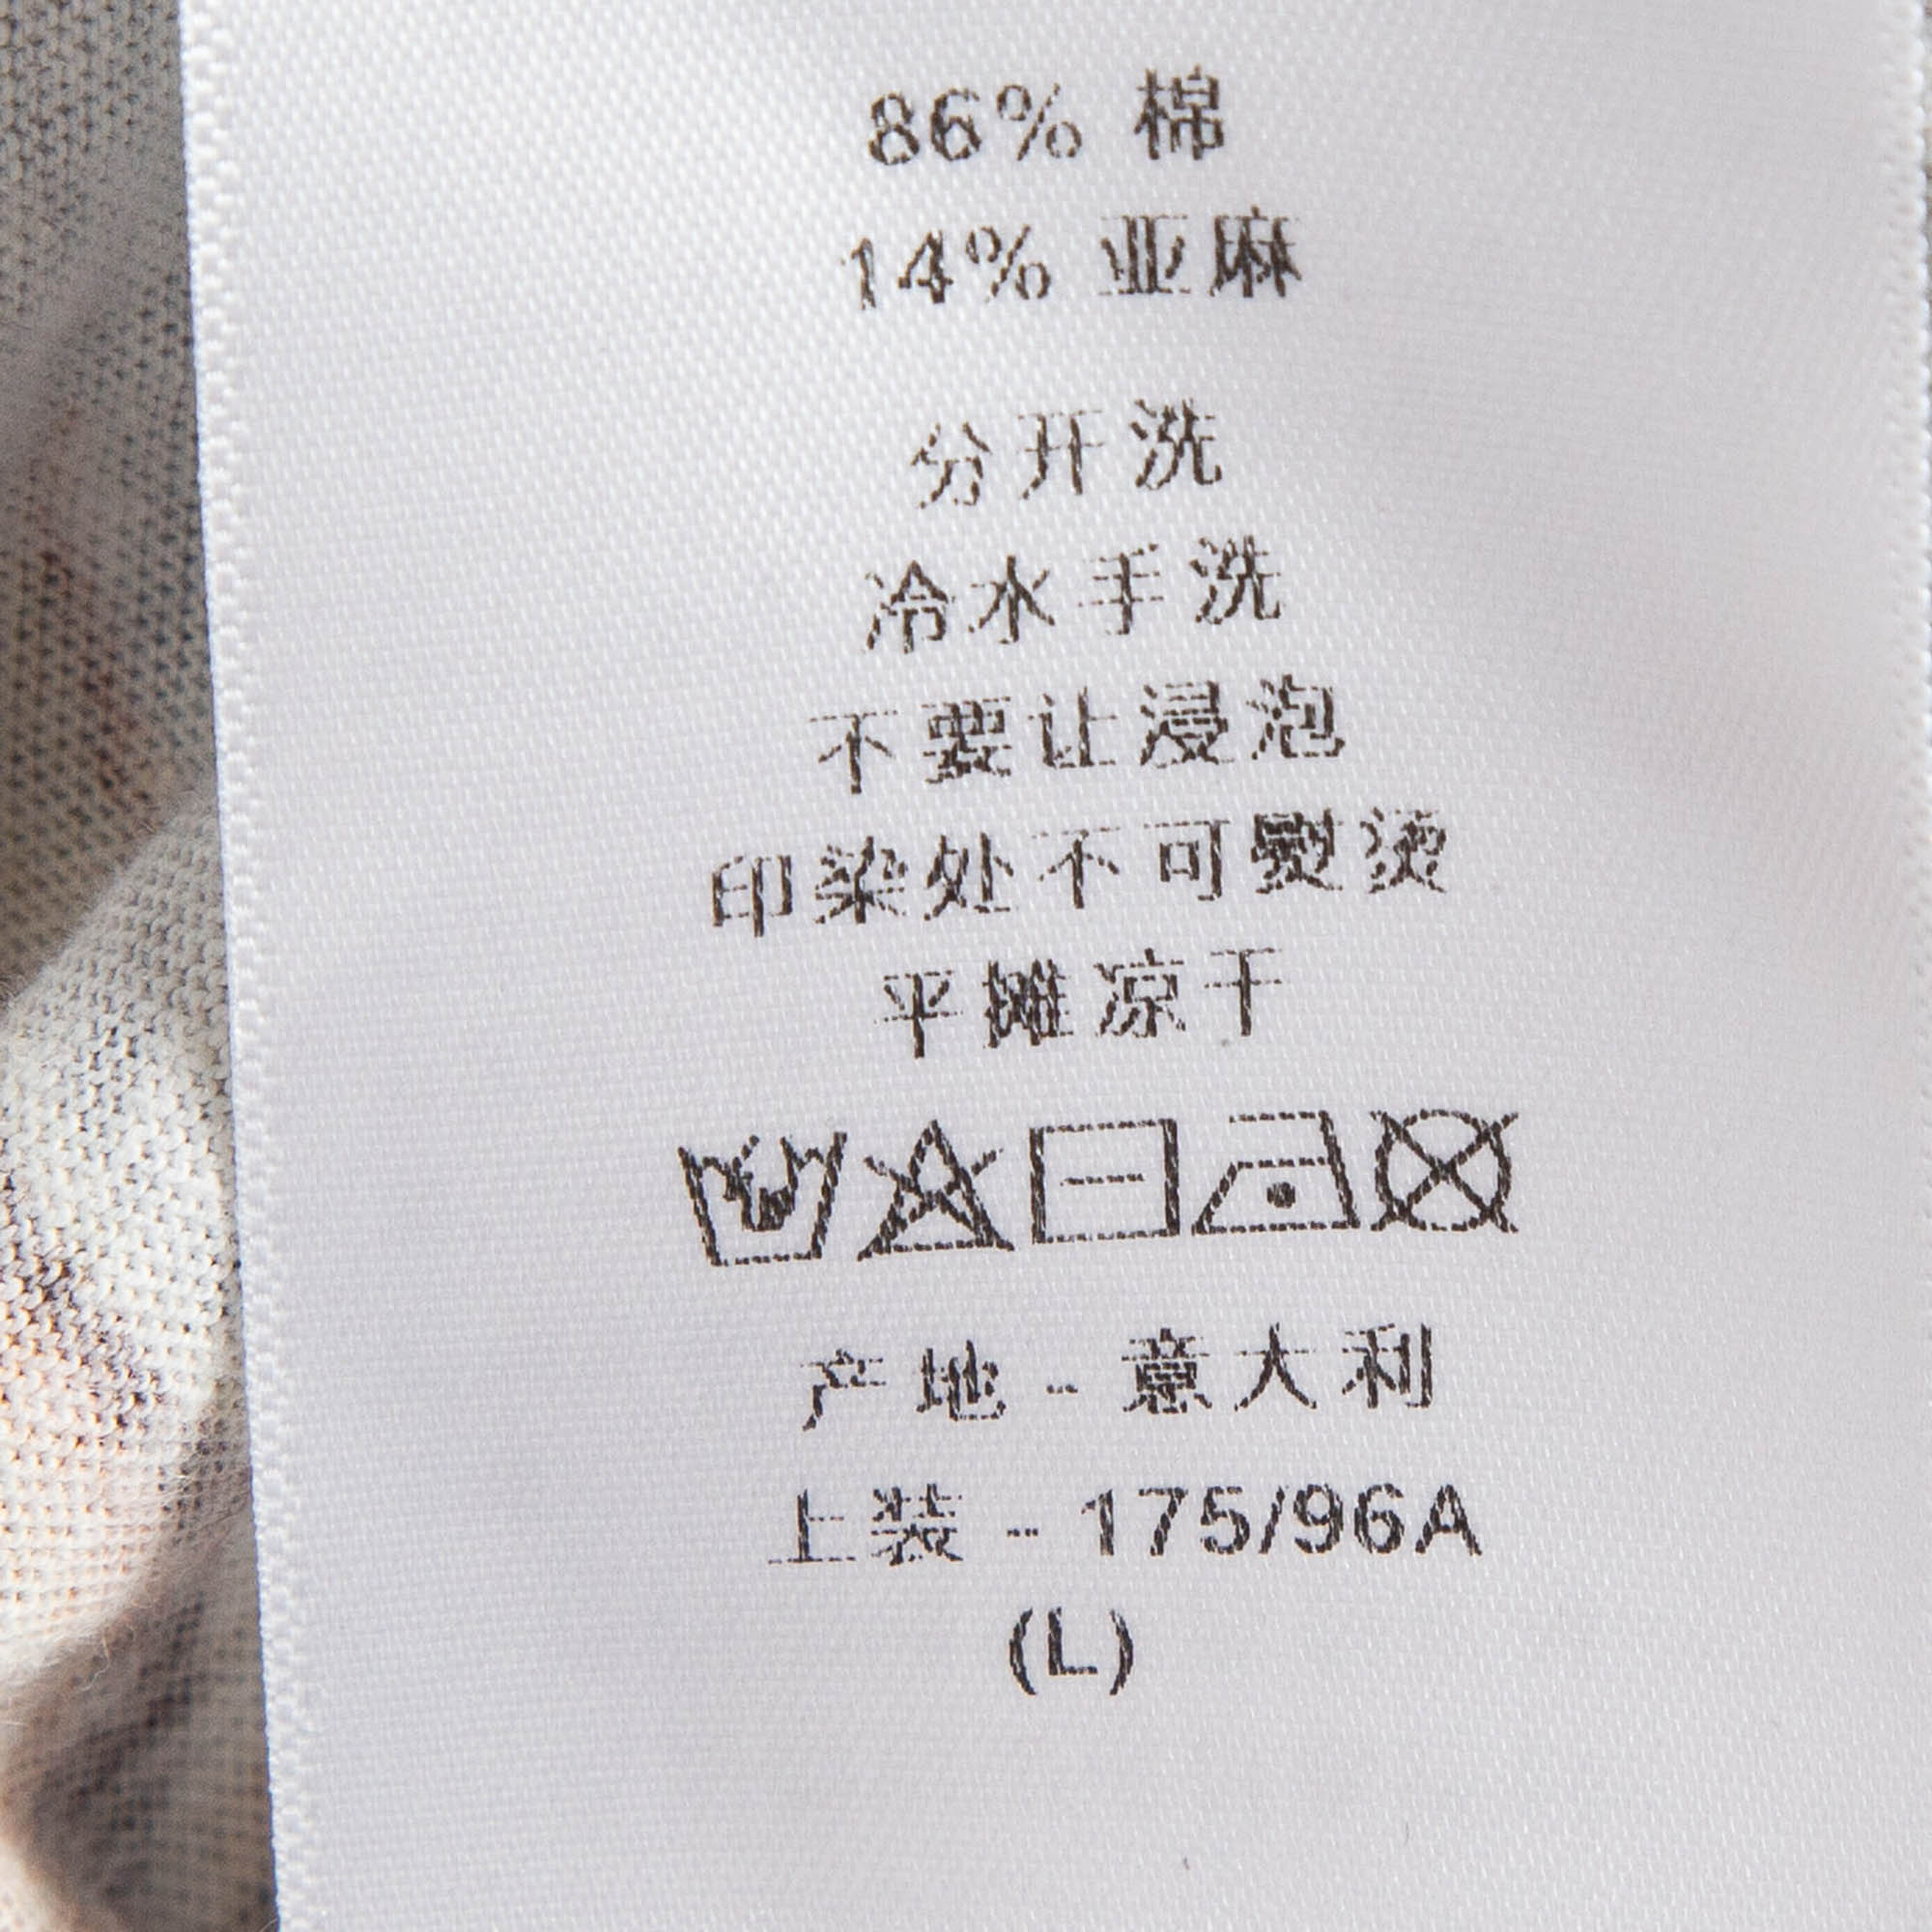 86% 棉
14% 亚麻
分开洗
冷水手洗
不要让浸泡
印染处不可熨烫
平摊凉干
产地 - 意大利
上装 - 175/96A
(L)